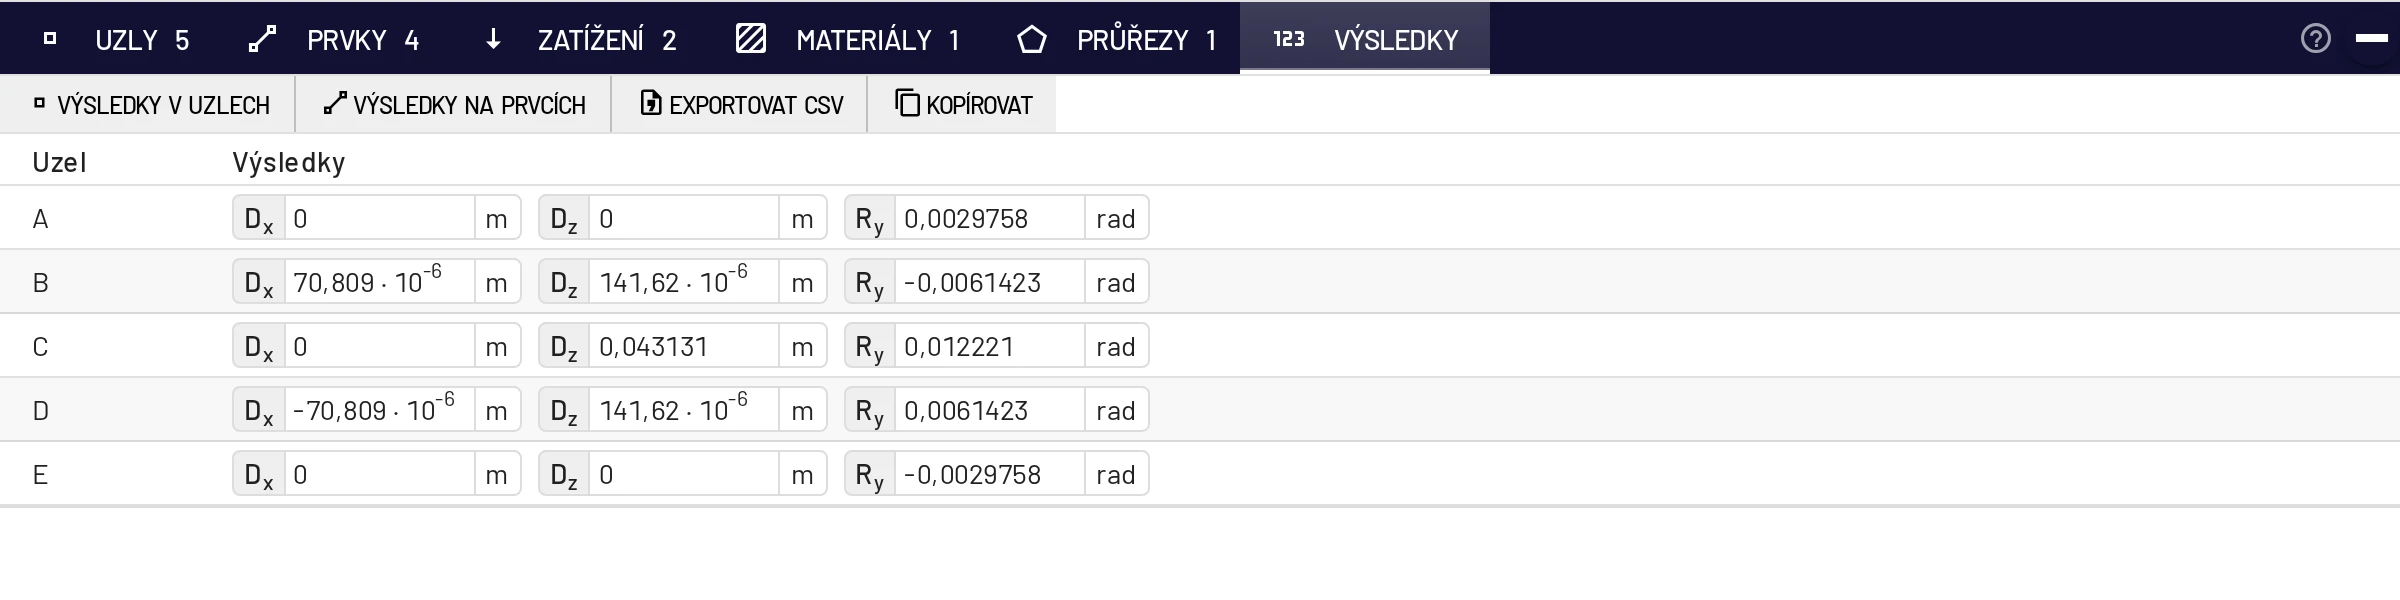 UZLY 5 PRVKY 4 ZATÍŽENÍ 2 MATERIÁLY 1 PRŮŘEZY 1 123 VÝSLEDKY ?
VÝSLEDKY V UZLECH VÝSLEDKY NA PRVCÍCH EXPORTOVAT CSV KOPÍROVAT
Uzel Výsledky
A Dx 0 m Dz 0 m Ry 0,0029758 rad
B Dx 70,809 · 10⁻⁶ m Dz 141,62 · 10⁻⁶ m Ry -0,0061423 rad
C Dx 0 m Dz 0,043131 m Ry 0,012221 rad
D Dx -70,809 · 10⁻⁶ m Dz 141,62 · 10⁻⁶ m Ry 0,0061423 rad
E Dx 0 m Dz 0 m Ry -0,0029758 rad